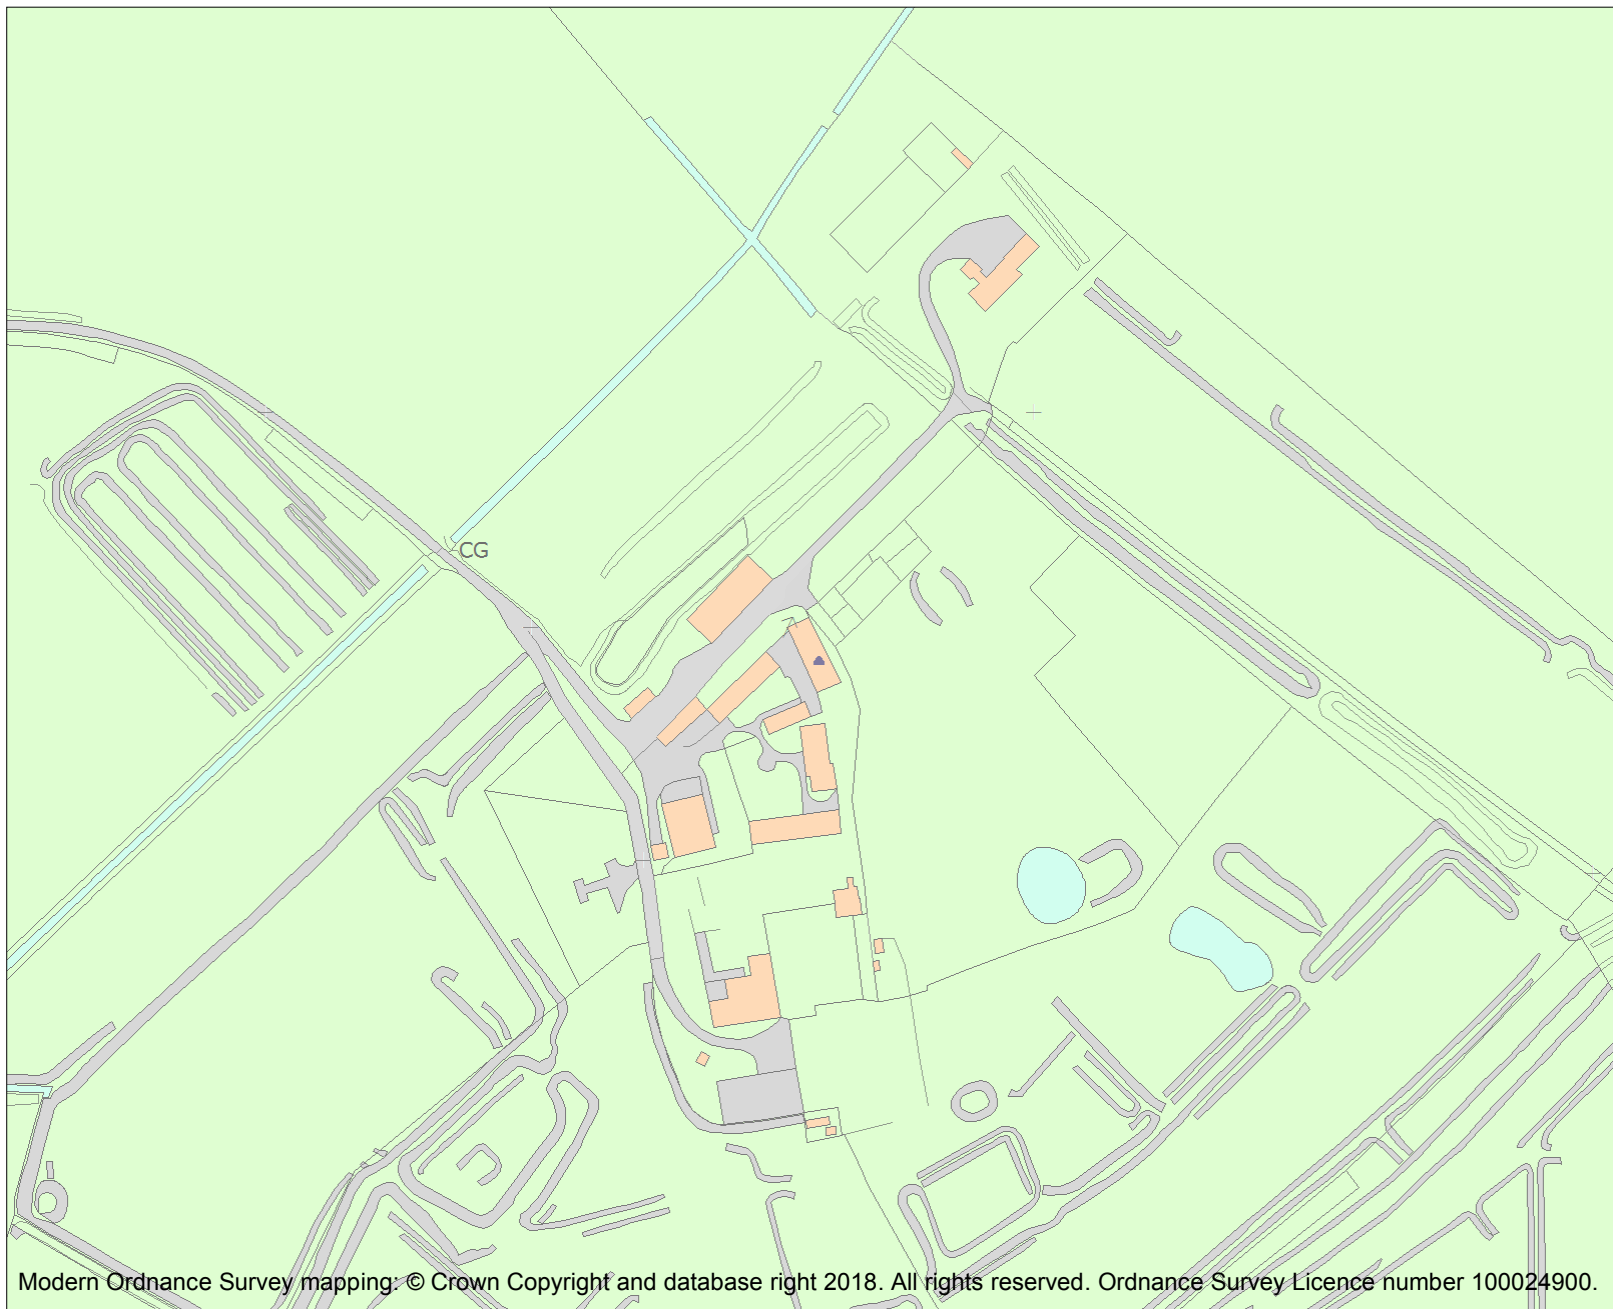 CG
Modern Ordnance Survey mapping: © Crown Copyright and database right 2018. All rights reserved. Ordnance Survey Licence number 100024900.